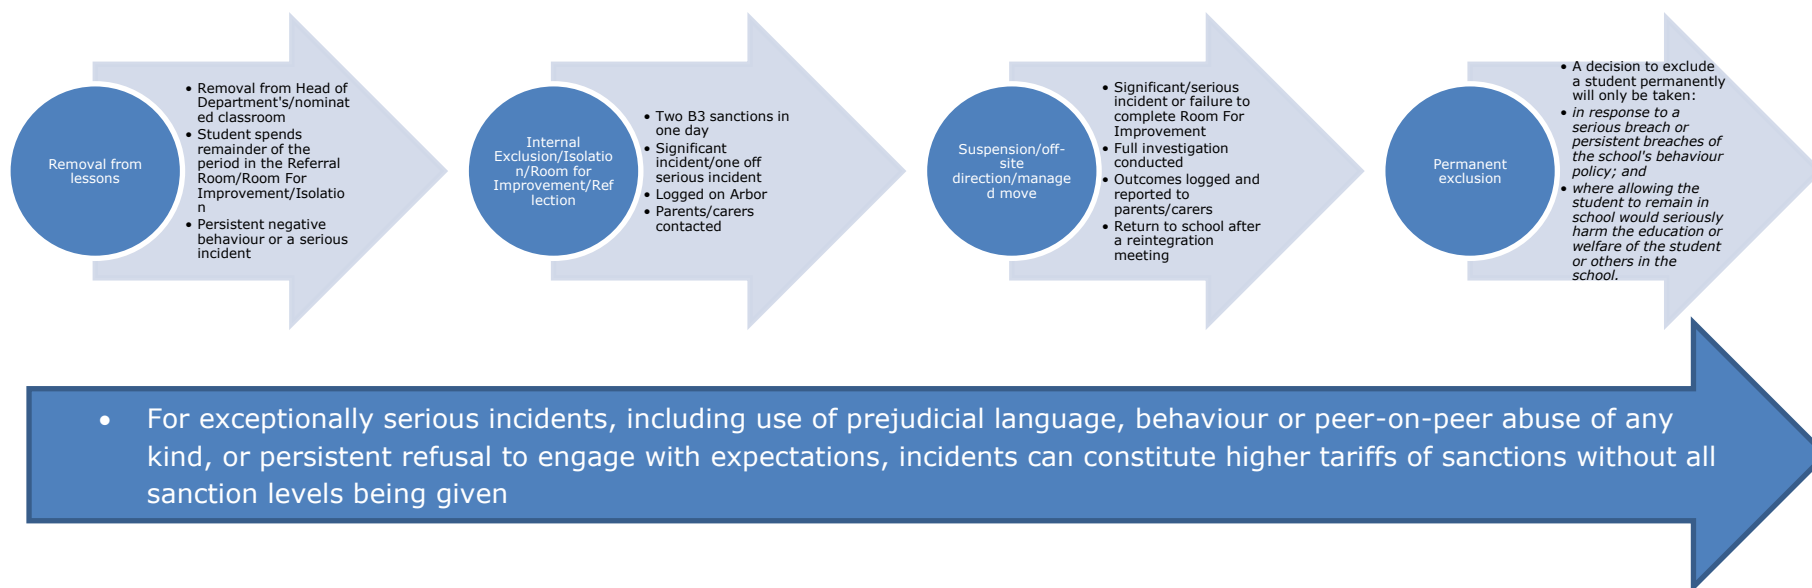 Removal from
lessons
• Removal from Head of
Department's/nominat
ed classroom
• Student spends
remainder of the
period in the Referral
Room/Room For
Improvement/Isolatio
n
• Persistent negative
behaviour or a serious
incident
Internal
Exclusion/Isolatio
n/Room for
Improvement/Ref
lection
• Two B3 sanctions in
one day
• Significant
incident/one off
serious incident
• Logged on Arbor
• Parents/carers
contacted
Suspension/off-
site
direction/manage
d move
• Significant/serious
incident or failure to
complete Room For
Improvement
• Full investigation
conducted
• Outcomes logged and
reported to
parents/carers
• Return to school after
a reintegration
meeting
Permanent
exclusion
• A decision to exclude
a student permanently
will only be taken:
• in response to a
serious breach or
persistent breaches of
the school's behaviour
policy; and
• where allowing the
student to remain in
school would seriously
harm the education or
welfare of the student
or others in the
school.
• For exceptionally serious incidents, including use of prejudicial language, behaviour or peer-on-peer abuse of any
kind, or persistent refusal to engage with expectations, incidents can constitute higher tariffs of sanctions without all
sanction levels being given